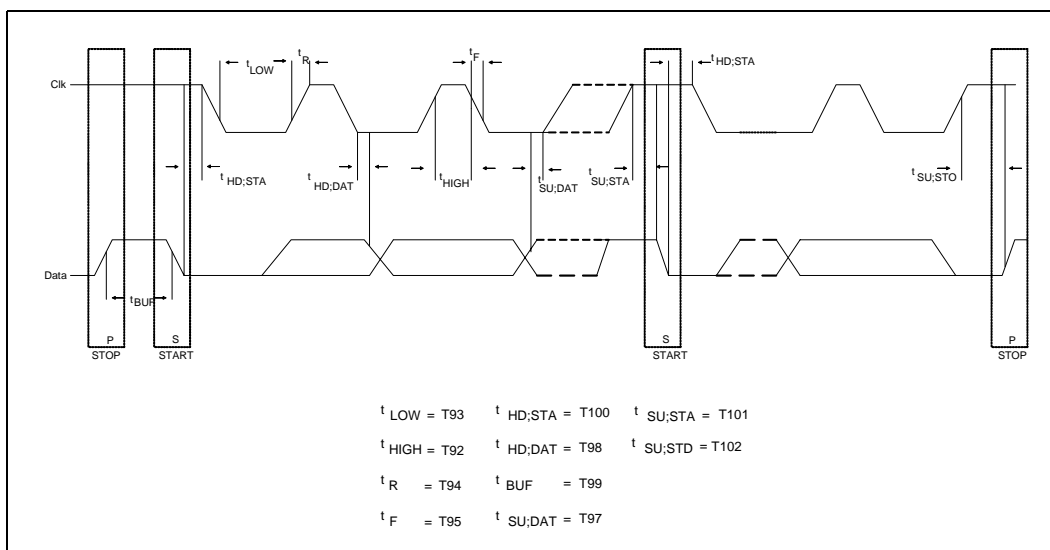 t R
t F
t LOW
t HD;STA
Clk
t HD;STA
t HD;DAT
t HIGH
t SU;DAT
t SU;STA
t SU;STO
Data
t BUF
P
S
S
P
STOP
START
START
STOP
t LOW = T93
t HD;STA = T100
t SU;STA = T101
t HIGH = T92
t HD;DAT = T98
t SU;STD = T102
t R = T94
t BUF = T99
t F = T95
t SU;DAT = T97